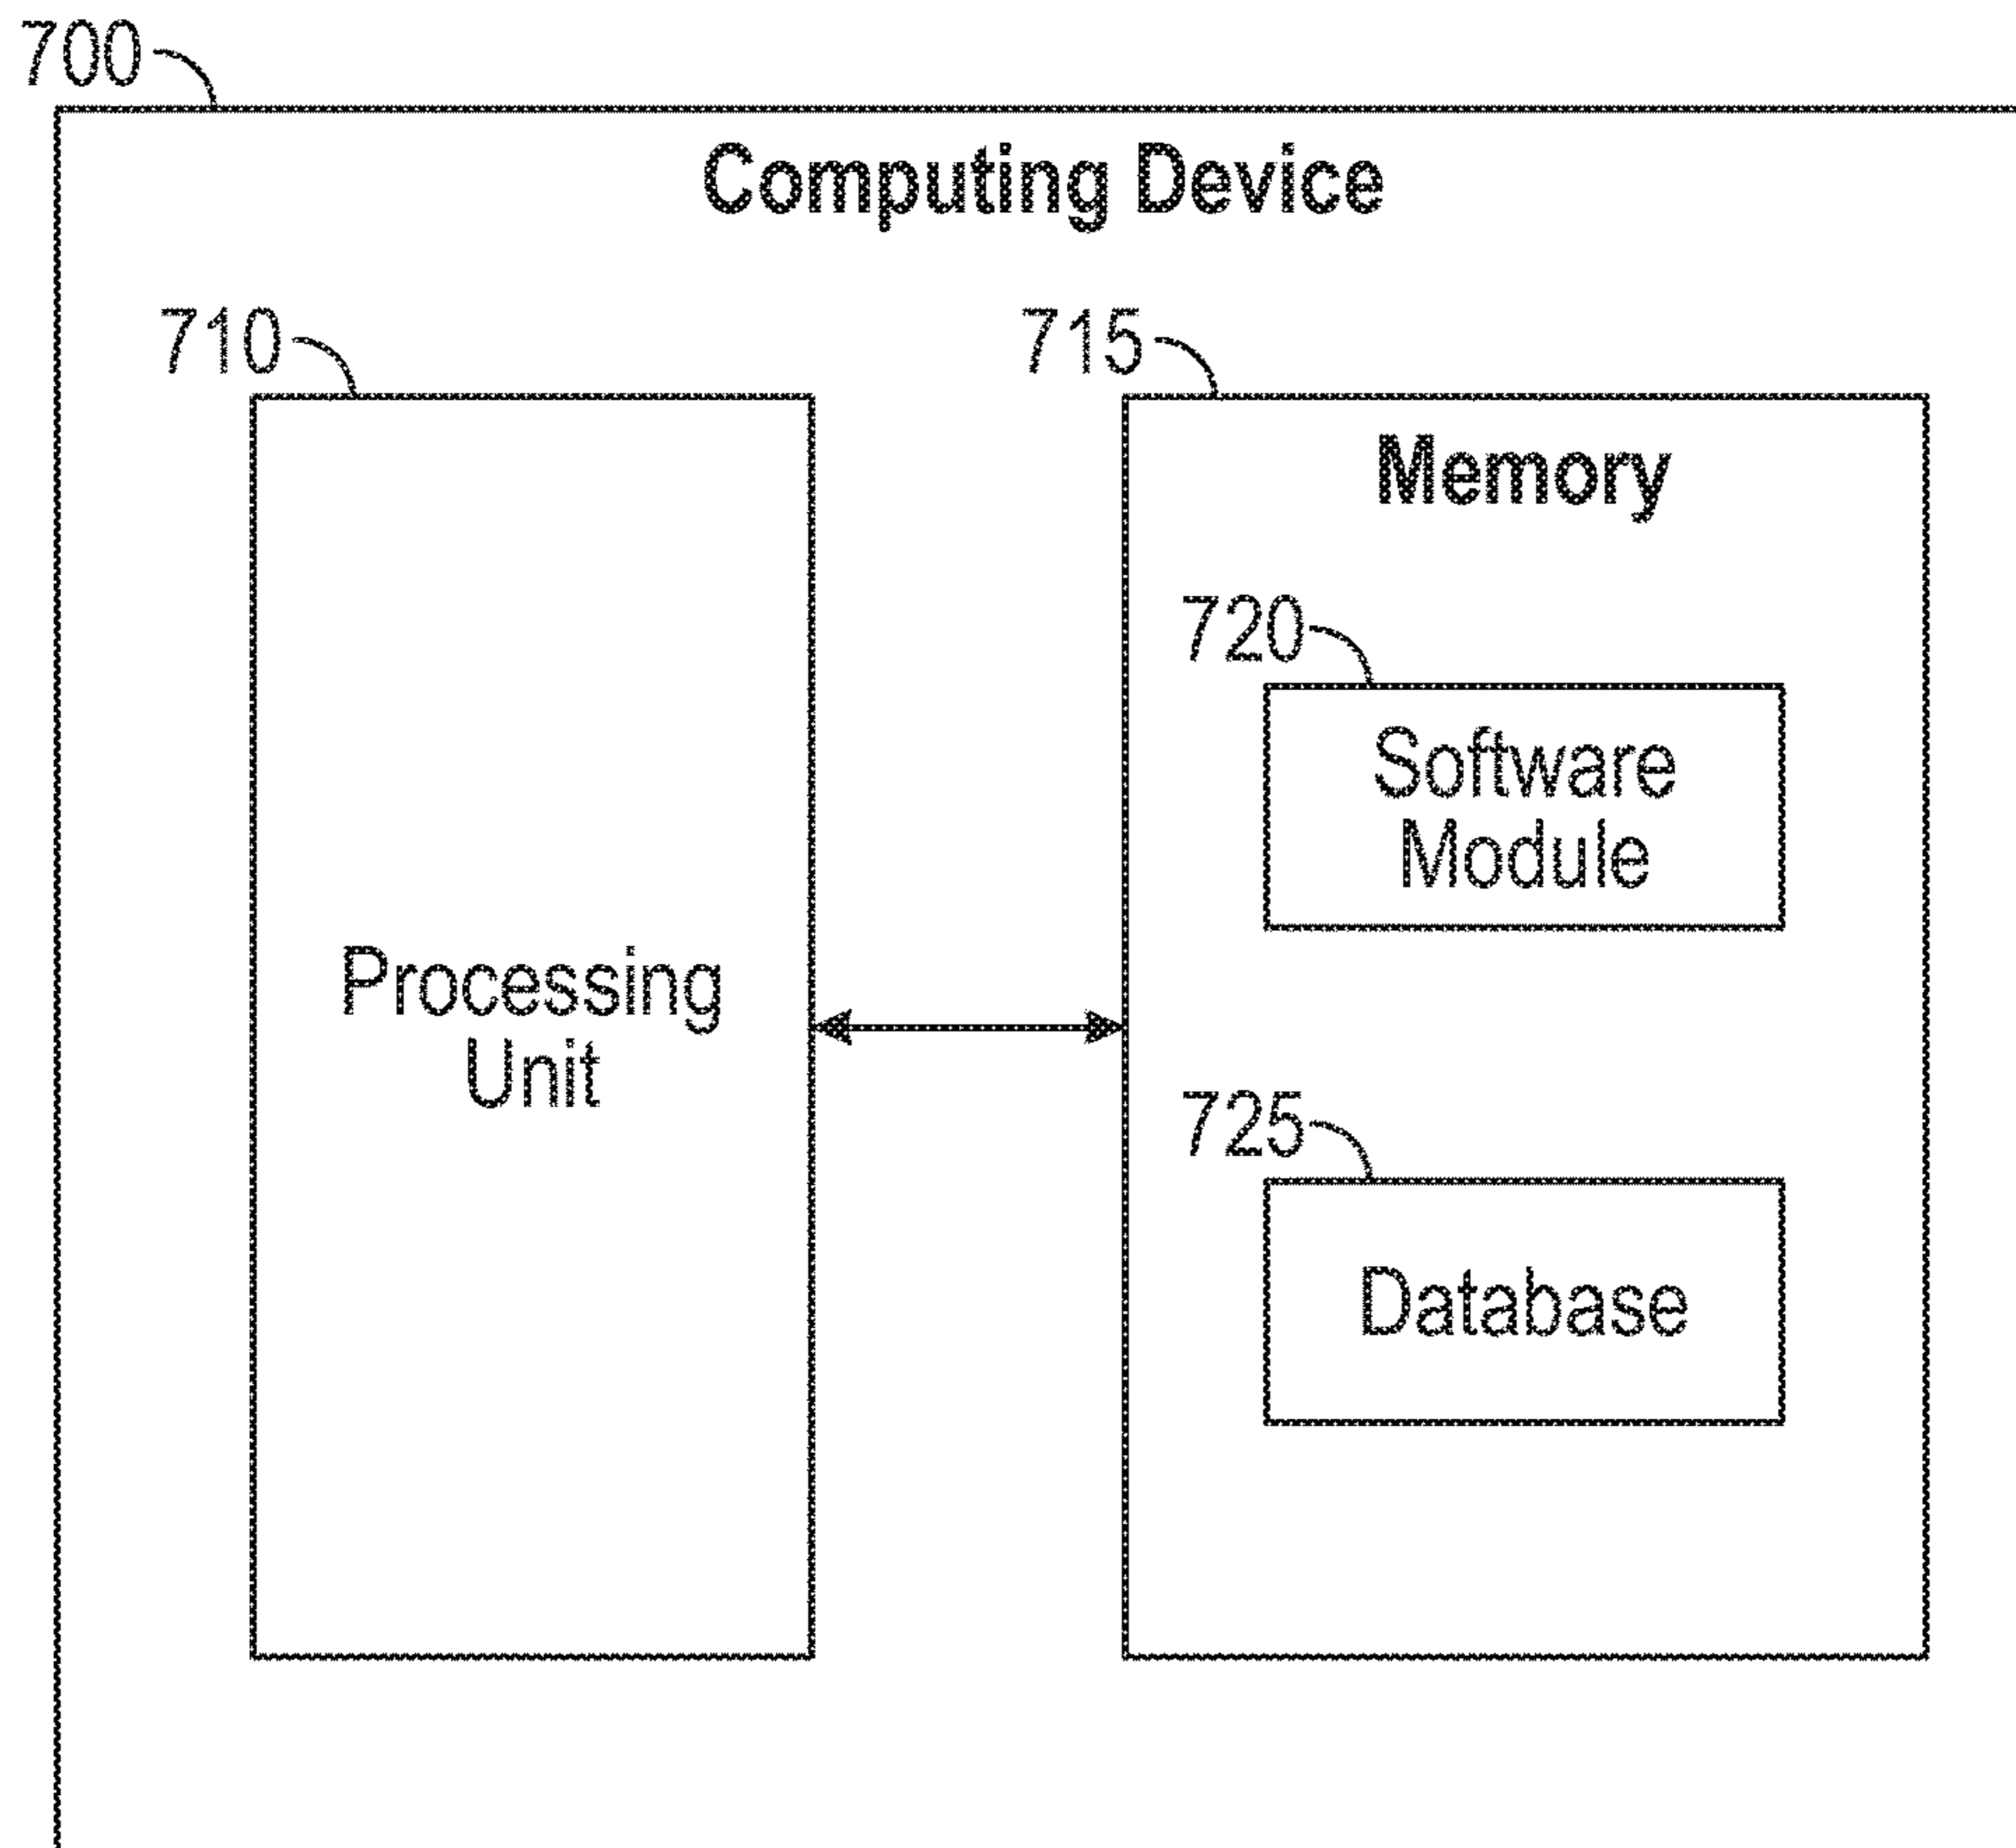 700
Computing Device
710
715
Memory
720
Software
Module
Processing
Unit
725
Database